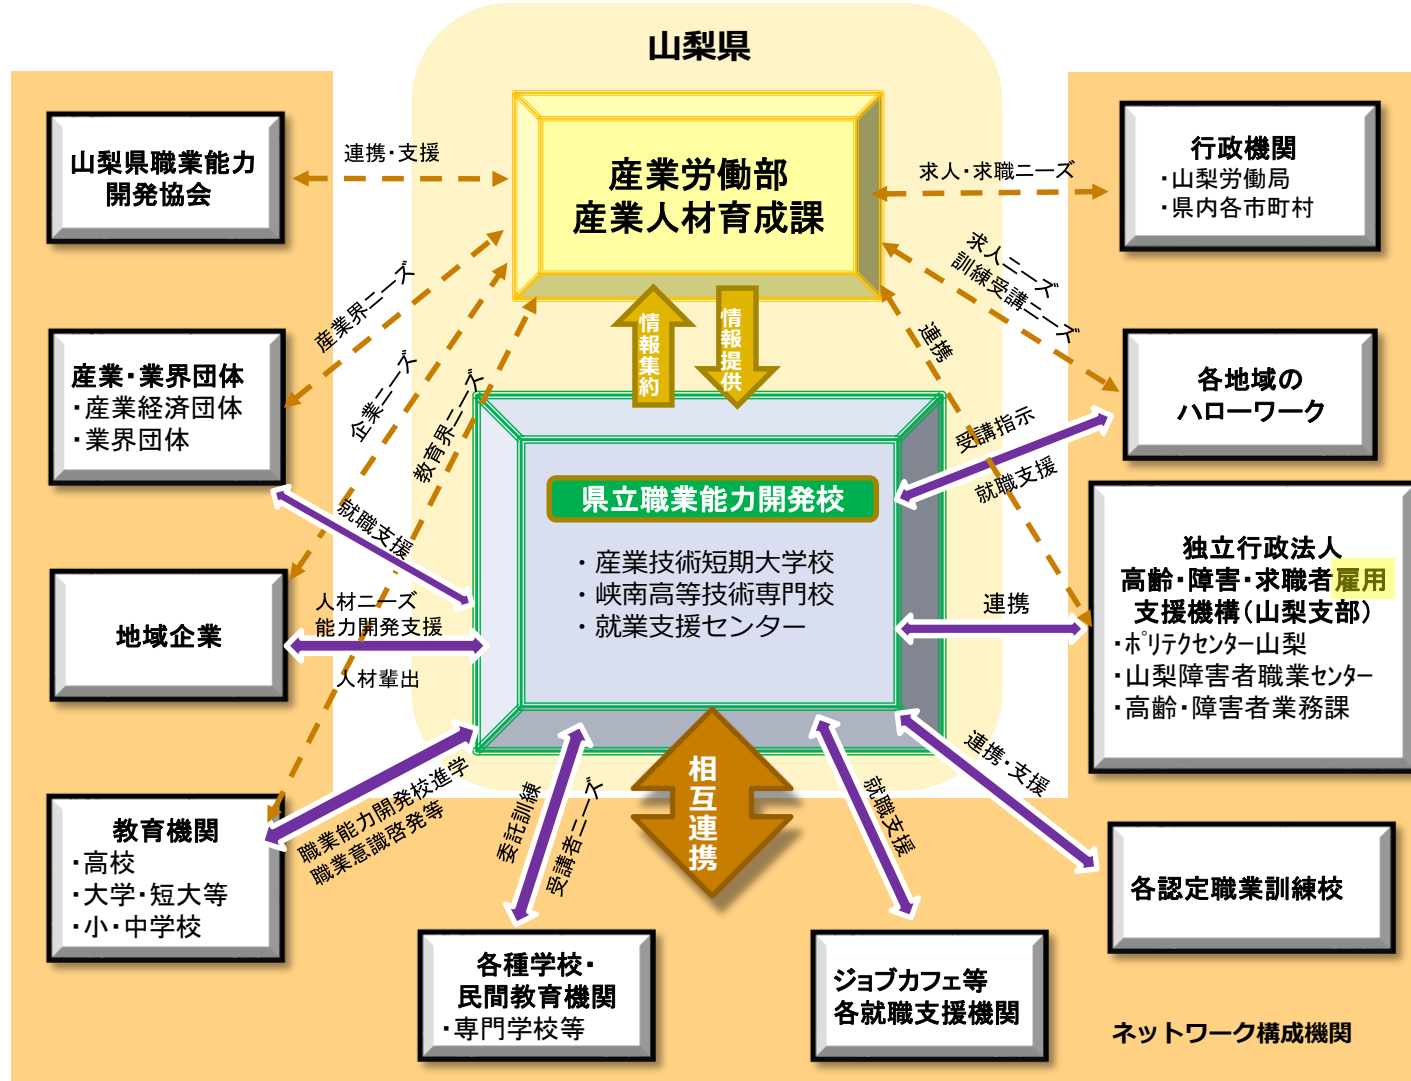 山梨県
産業労働部
産業人材育成課
山梨県職業能力
開発協会
連携・支援
産業・業界団体
・産業経済団体
・業界団体
産業界ニーズ
企業ニーズ
教育界ニーズ
就職支援
地域企業
人材ニーズ
能力開発支援
人材輩出
教育機関
・高校
・大学・短大等
・小・中学校
職業能力開発校進学
職業意識啓発等
情報集約
情報提供
県立職業能力開発校
・産業技術短期大学校
・峡南高等技術専門校
・就業支援センター
相互連携
委託訓練
受講者ニーズ
各種学校・
民間教育機関
・専門学校等
就職支援
ジョブカフェ等
各就職支援機関
求人・求職ニーズ
行政機関
・山梨労働局
・県内各市町村
求人ニーズ
訓練受講ニーズ
連携
各地域の
ハローワーク
受講指示
就職支援
独立行政法人
高齢・障害・求職者雇用
支援機構(山梨支部)
・ポリテクセンター山梨
・山梨障害者職業センター
・高齢・障害者業務課
連携
連携・支援
各認定職業訓練校
ネットワーク構成機関